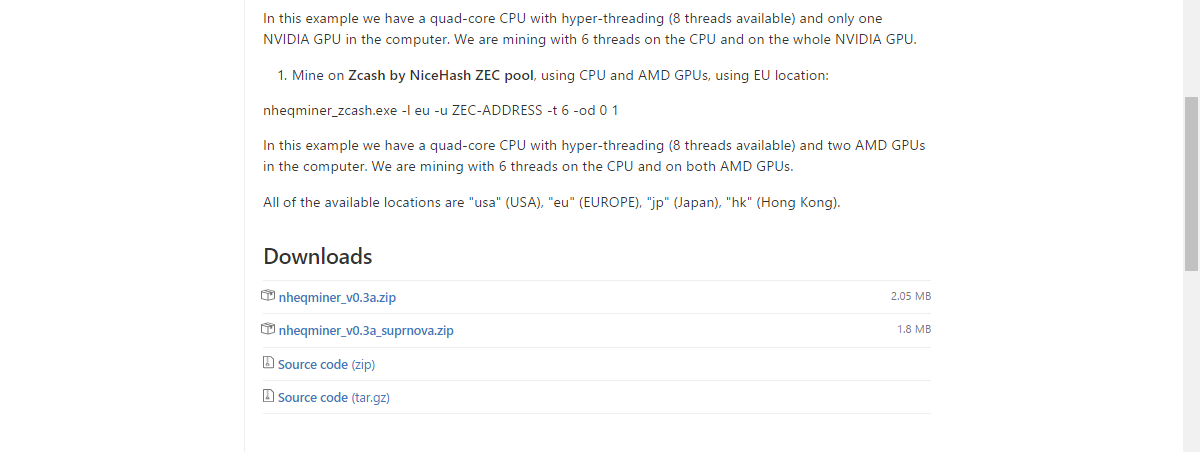 In this example we have a quad-core CPU with hyper-threading (8 threads available) and only one
NVIDIA GPU in the computer. We are mining with 6 threads on the CPU and on the whole NVIDIA GPU.
1. Mine on Zcash by NiceHash ZEC pool, using CPU and AMD GPUs, using EU location:
nheqminer_zcash.exe -l eu -u ZEC-ADDRESS -t 6 -od 0 1
In this example we have a quad-core CPU with hyper-threading (8 threads available) and two AMD GPUs
in the computer. We are mining with 6 threads on the CPU and on both AMD GPUs.
All of the available locations are "usa" (USA), "eu" (EUROPE), "jp" (Japan), "hk" (Hong Kong).
Downloads
nheqminer_v0.3a.zip 2.05 MB
nheqminer_v0.3a_suprnova.zip 1.8 MB
Source code (zip)
Source code (tar.gz)